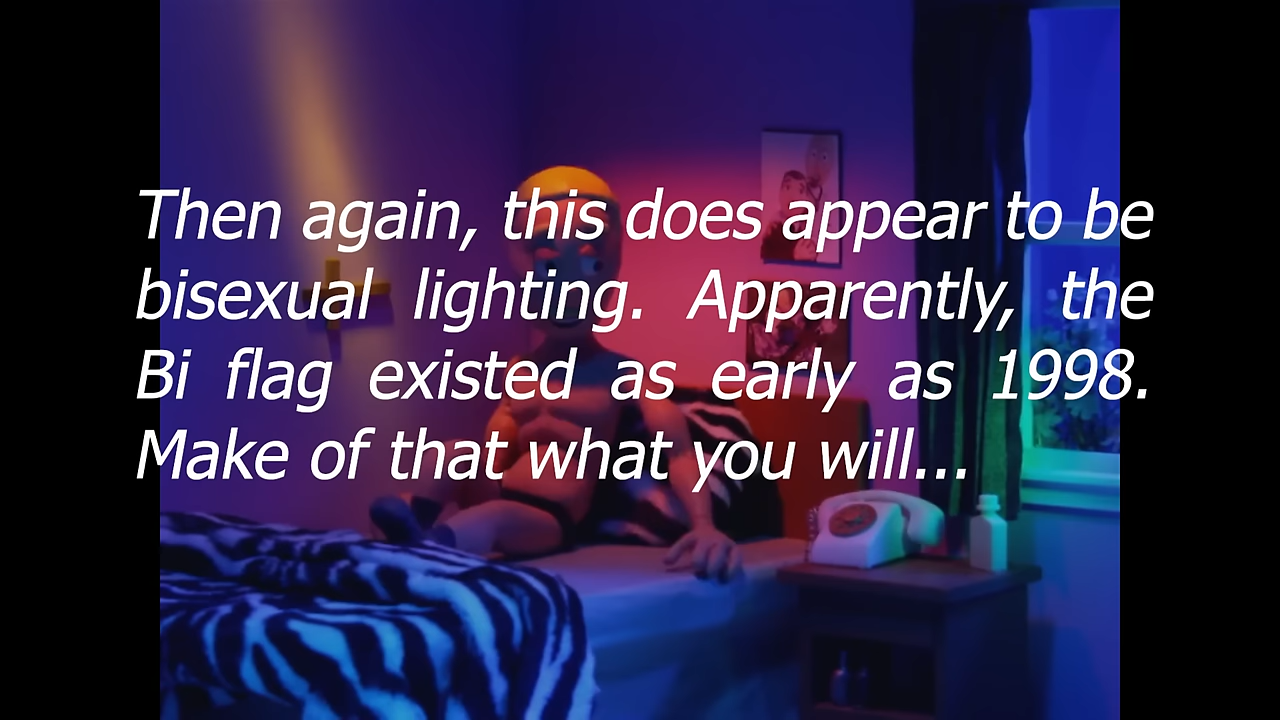 Then again, this does appear to be
bisexual lighting. Apparently, the
Bi flag existed as early as 1998.
Make of that what you will...